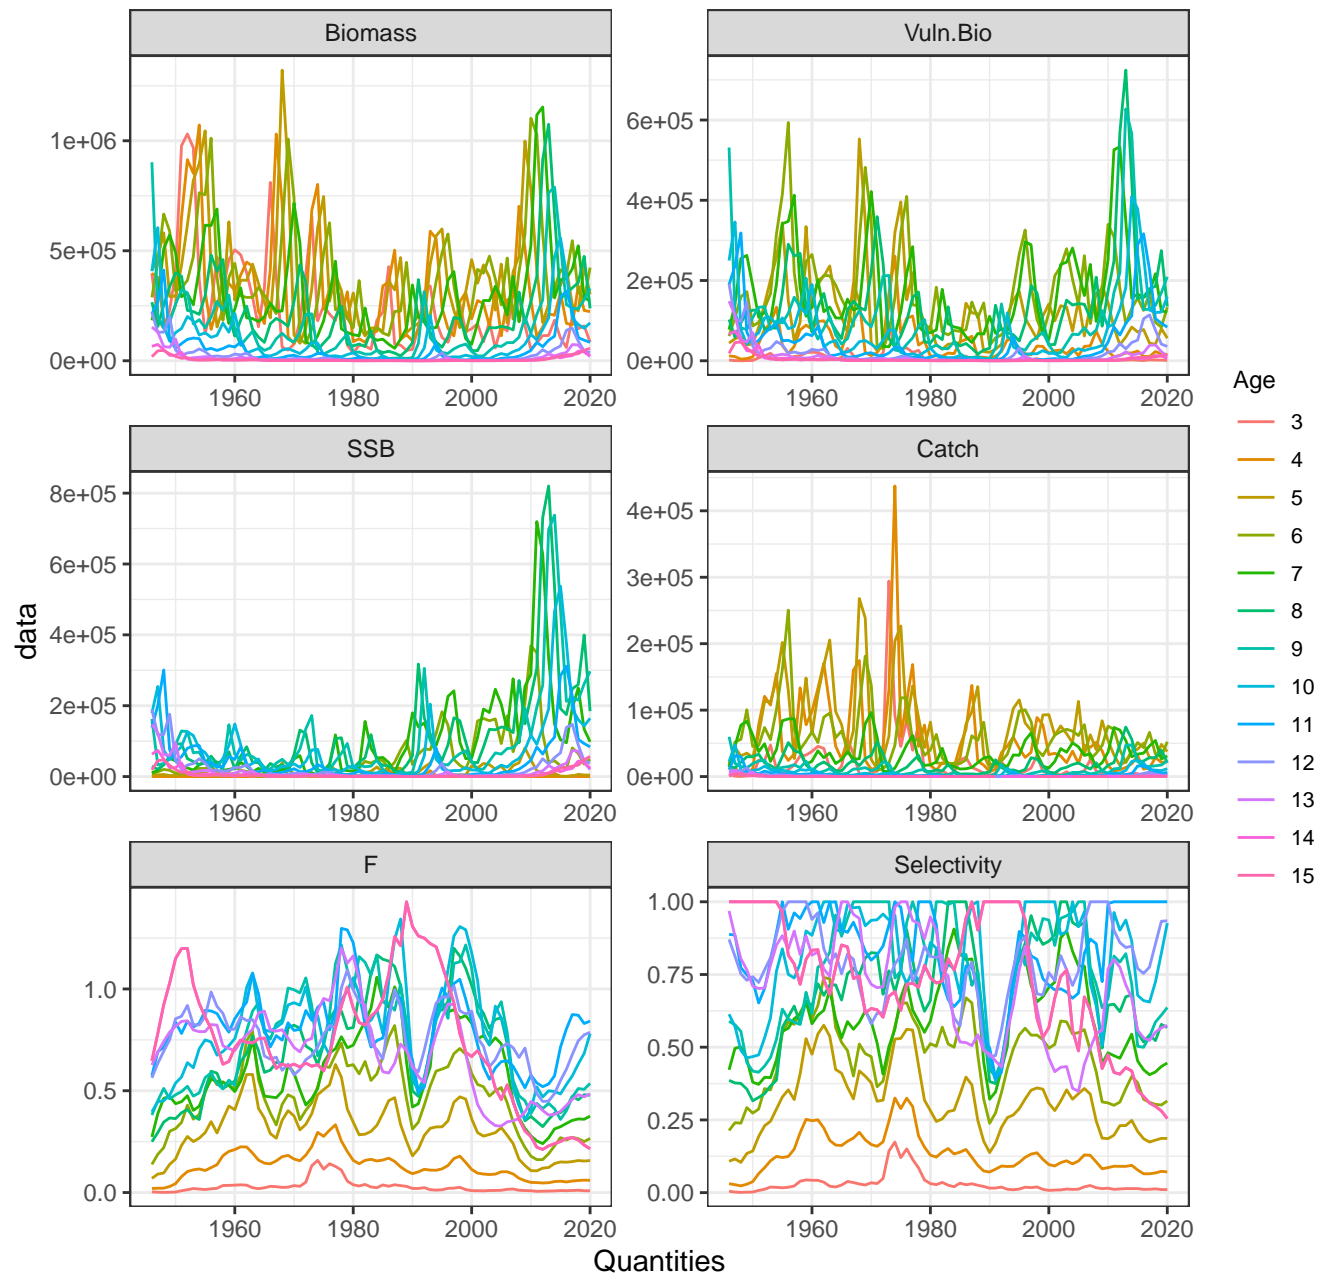 Biomass
Vuln.Bio
1e+06
5e+05
0e+00
1960
1980
2000
2020
6e+05
4e+05
2e+05
0e+00
1960
1980
2000
2020
SSB
Catch
8e+05
6e+05
4e+05
2e+05
0e+00
1960
1980
2000
2020
4e+05
3e+05
2e+05
1e+05
0e+00
1960
1980
2000
2020
F
Selectivity
1.0
0.5
0.0
1960
1980
2000
2020
1.00
0.75
0.50
0.25
0.00
1960
1980
2000
2020
data
Quantities
Age
3
4
5
6
7
8
9
10
11
12
13
14
15